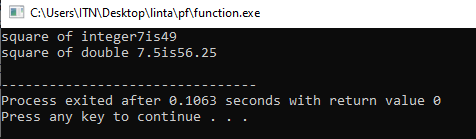 C:\Users\ITN\Desktop\linta\pf\function.exe
square of integer7is49
square of double 7.5is56.25
--------------------------------
Process exited after 0.1063 seconds with return value 0
Press any key to continue . . .